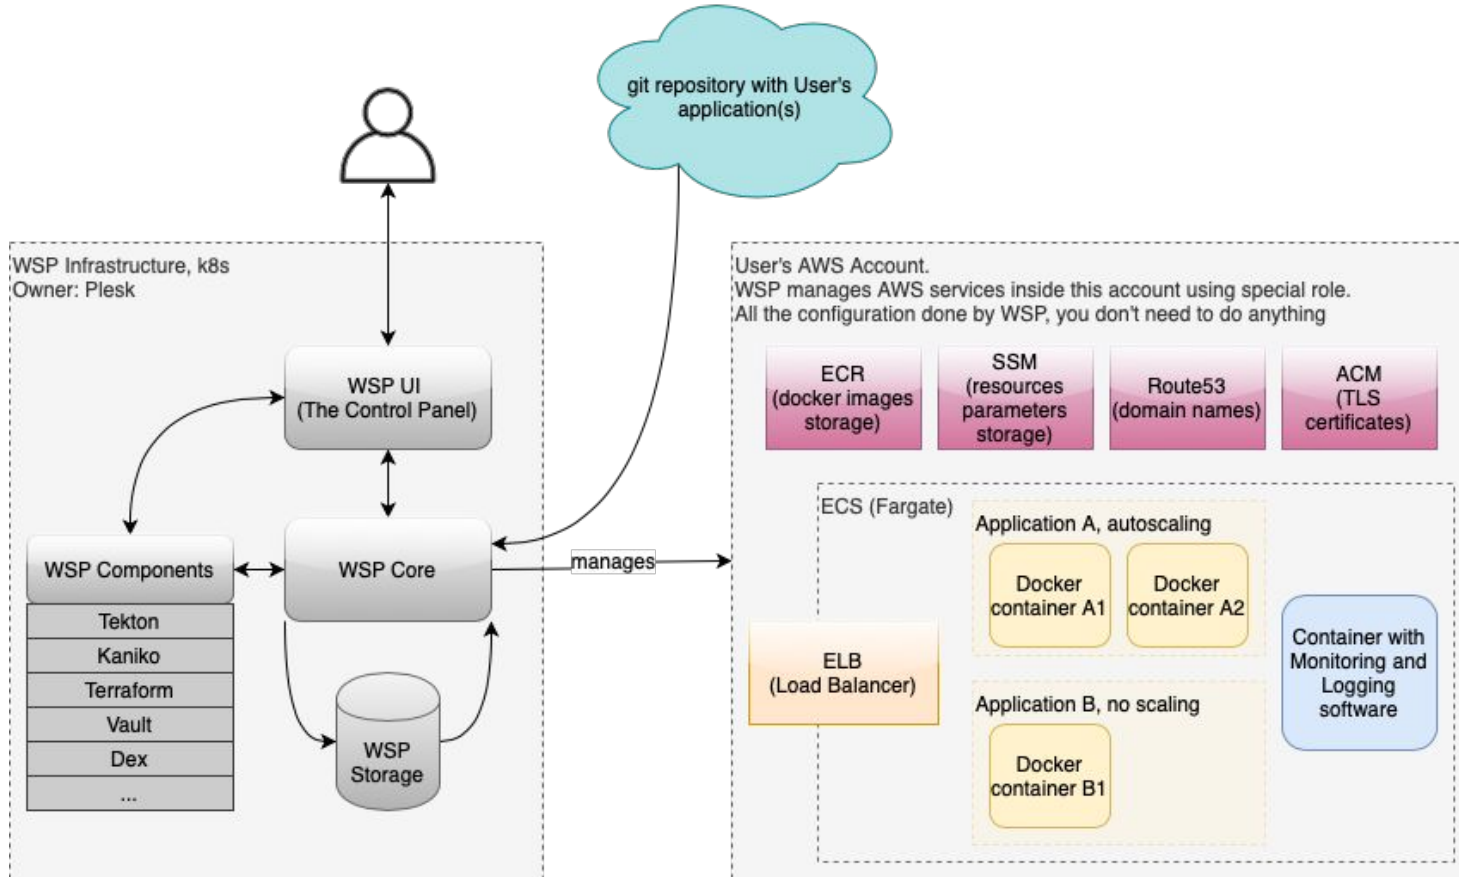 git repository with User's
application(s)
WSP Infrastructure, k8s
Owner: Plesk
WSP UI
(The Control Panel)
WSP Components
WSP Core
Tekton
Kaniko
Terraform
Vault
Dex
...
WSP
Storage
manages
User's AWS Account.
WSP manages AWS services inside this account using special role.
All the configuration done by WSP, you don't need to do anything
ECR
(docker images
storage)
SSM
(resources
parameters
storage)
Route53
(domain names)
ACM
(TLS
certificates)
ECS (Fargate)
Application A, autoscaling
Docker
container A1
Docker
container A2
ELB
(Load Balancer)
Container with
Monitoring and
Logging
software
Application B, no scaling
Docker
container B1